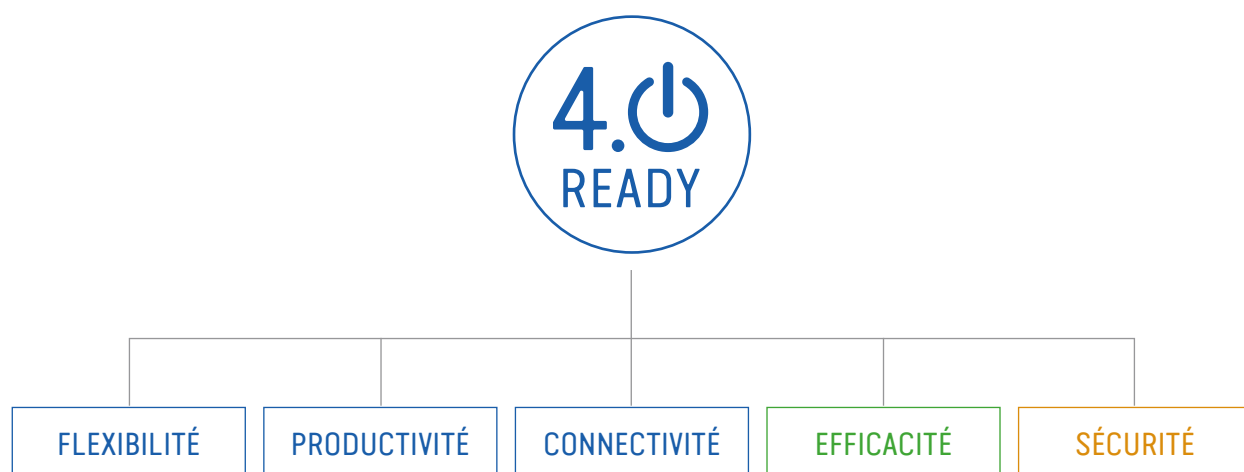 4.0
READY
FLEXIBILITÉ
PRODUCTIVITÉ
CONNECTIVITÉ
EFFICACITÉ
SÉCURITÉ